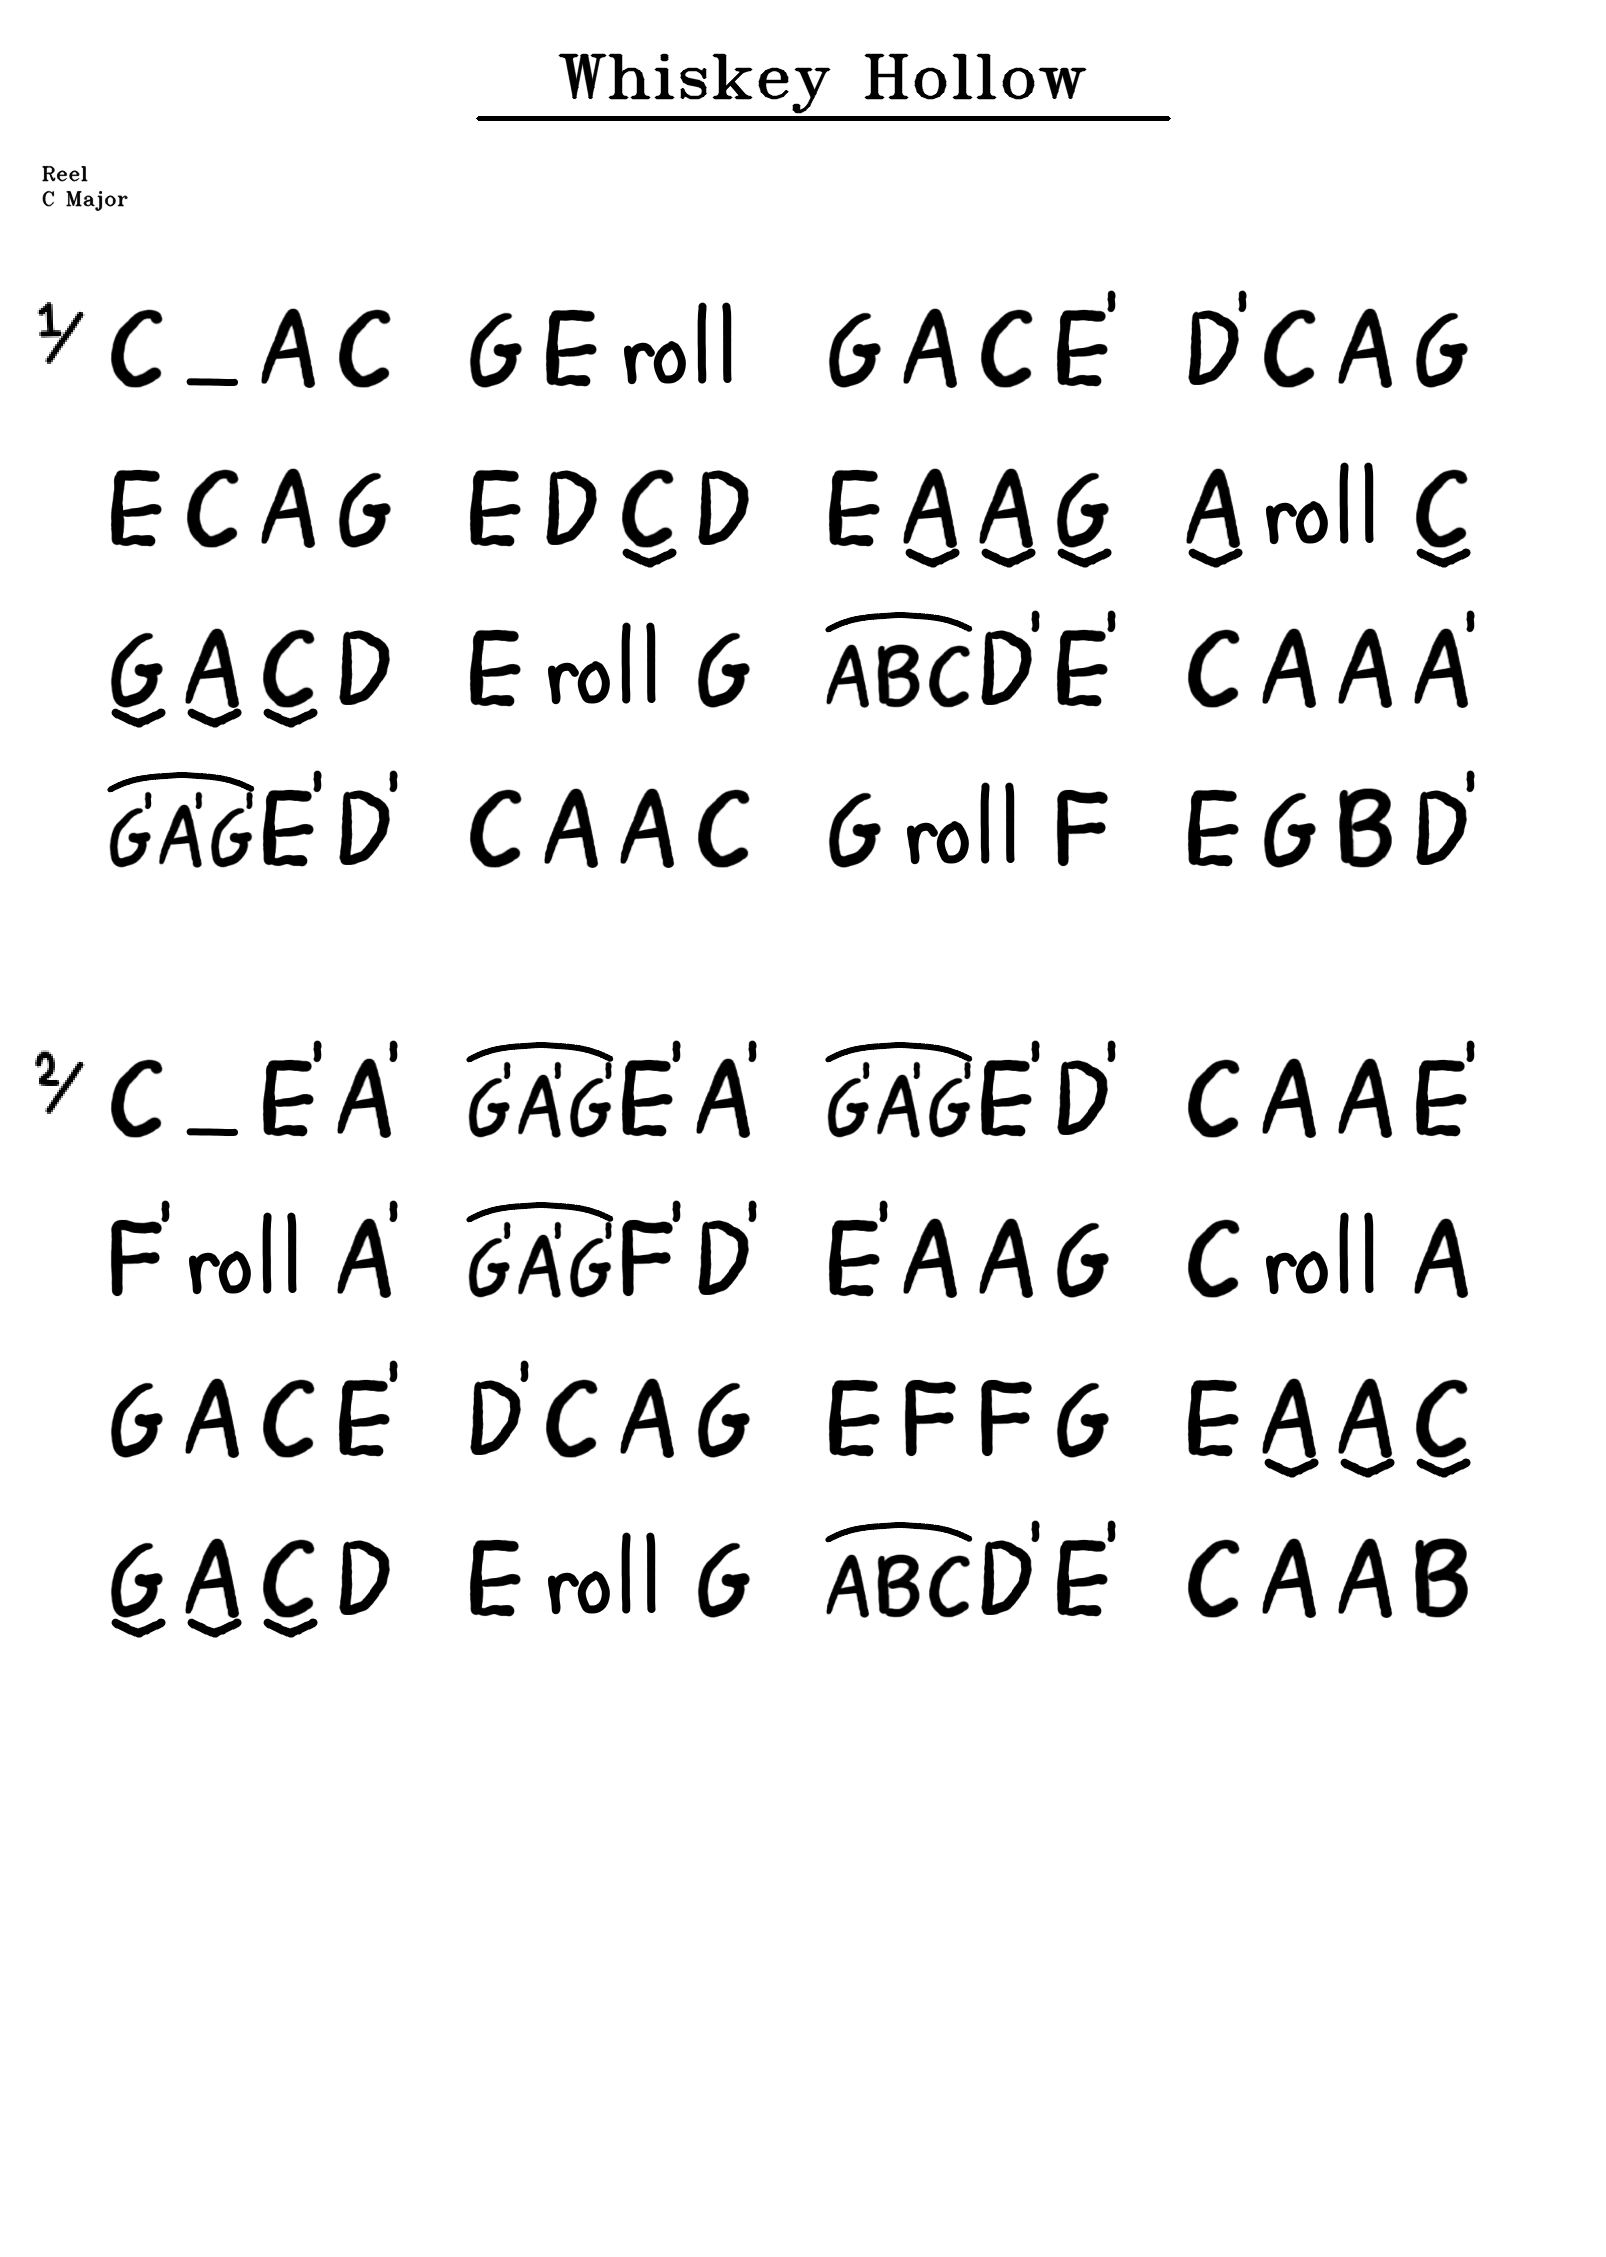 Whiskey Hollow
Reel
C Major
1/ C _ A C  G E roll  G A C E'  D' C A G
E C A G  E D C̬ D  E A̬ A̬ G̬  A̬ roll C̬
G̬ A̬ C̬ D  E roll G  A B C D' E'  C A A A'
G' A' G' E' D'  C A A C  G roll F  E G B D'
2/ C _ E' A'  G' A' G' E' A'  G' A' G' E' D'  C A A E'
F' roll A'  G' A' G' F' D'  E' A A G  C roll A
G A C E'  D' C A G  E F F G  E A̬ A̬ C̬
G̬ A̬ C̬ D  E roll G  A B C D' E'  C A A B